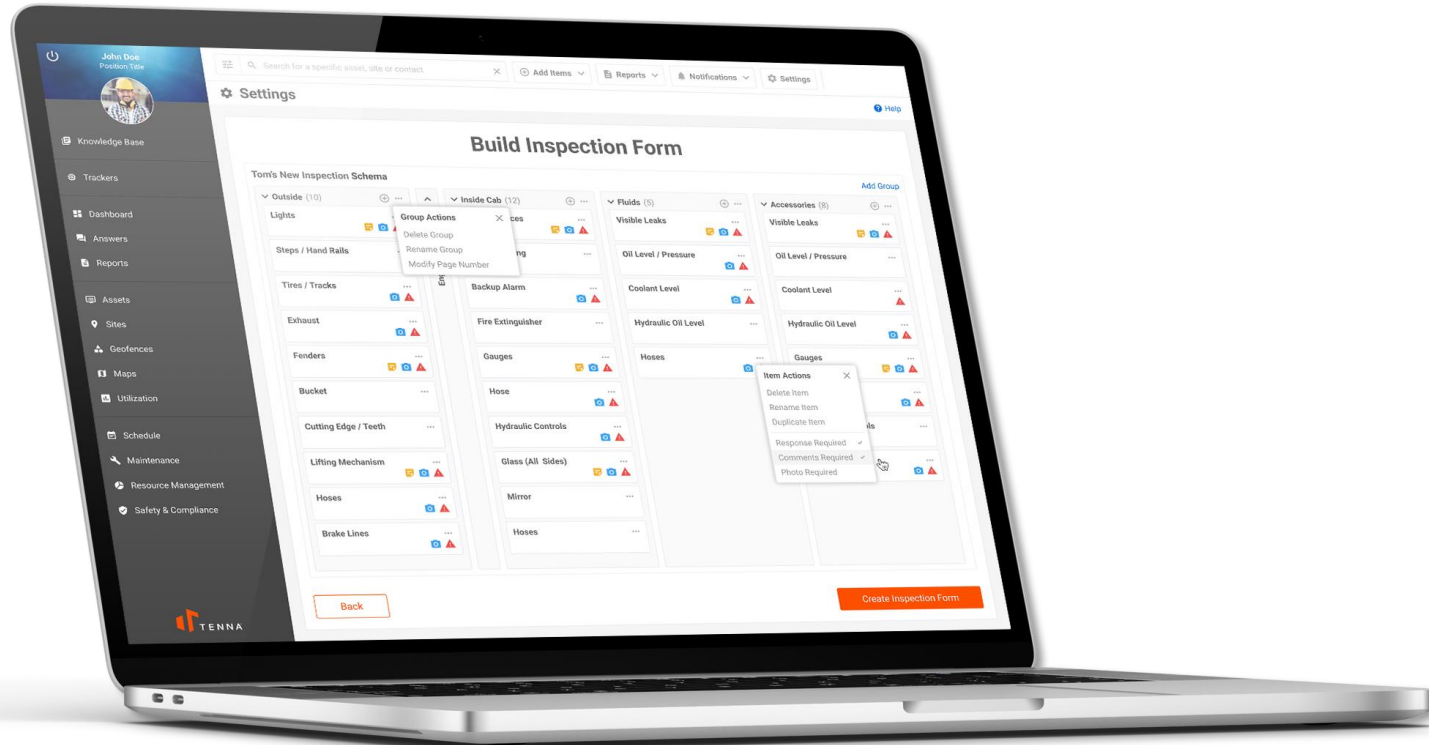 John Doe
Position Title
Knowledge Base
Trackers
Dashboard
Answers
Reports
Assets
Sites
Geofences
Maps
Utilization
Schedule
Maintenance
Resource Management
Safety & Compliance
TENNA
Search for a specific asset, site or contact
Add Items
Reports
Notifications
Settings
Settings
Help
Build Inspection Form
Tom's New Inspection Schema
Add Group
Outside (10)
Lights
Steps / Hand Rails
Tires / Tracks
Exhaust
Fenders
Bucket
Cutting Edge / Teeth
Lifting Mechanism
Hoses
Brake Lines
Group Actions
Delete Group
Rename Group
Modify Page Number
Inside Cab (12)
Backup Alarm
Fire Extinguisher
Gauges
Hose
Hydraulic Controls
Glass (All Sides)
Mirror
Hoses
Fluids (5)
Visible Leaks
Oil Level / Pressure
Coolant Level
Hydraulic Oil Level
Hoses
Accessories (8)
Visible Leaks
Oil Level / Pressure
Coolant Level
Hydraulic Oil Level
Gauges
Item Actions
Delete Item
Rename Item
Duplicate Item
Response Required
Comments Required
Photo Required
Back
Create Inspection Form